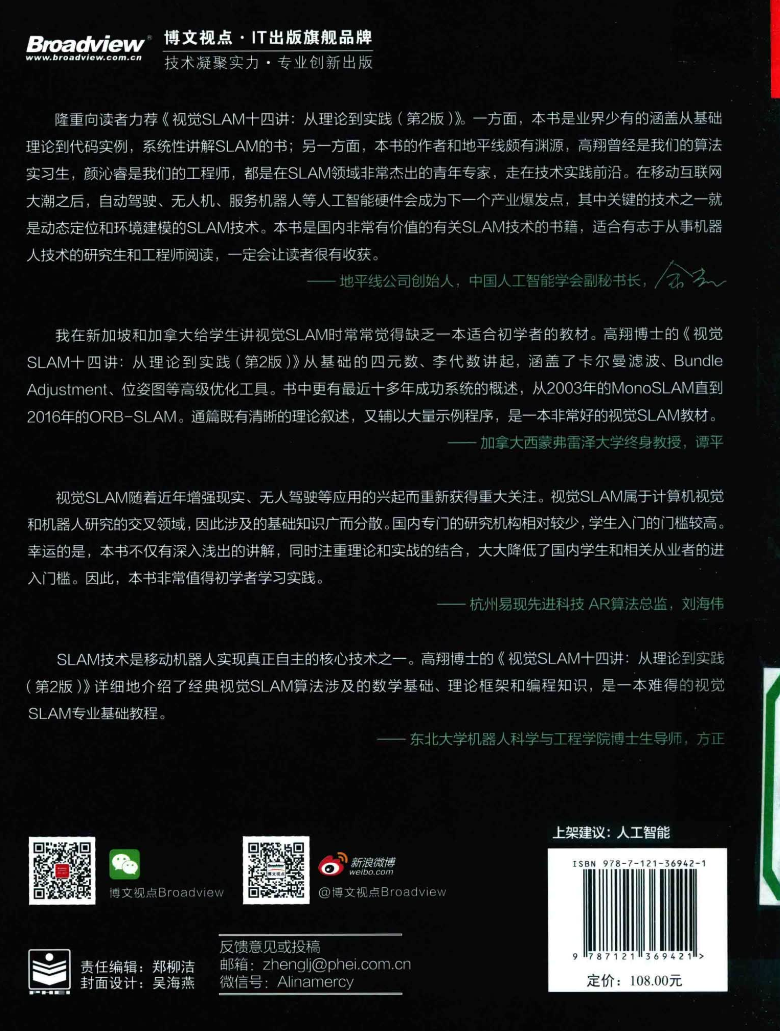 Broadview®
www.broadview.com.cn
博文视点·IT出版旗舰品牌
技术凝聚实力·专业创新出版
隆重向读者力荐《视觉SLAM十四讲：从理论到实践（第2版）》。一方面，本书是业界少有的涵盖从基础
理论到代码实例，系统性讲解SLAM的书；另一方面，本书的作者和地平线颇有渊源，高翔曾经是我们的算法
实习生，颜沁睿是我们的工程师，都是在SLAM领域非常杰出的青年专家，走在技术实践前沿。在移动互联网
大潮之后，自动驾驶、无人机、服务机器人等人工智能硬件会成为下一个产业爆发点，其中关键的技术之一就
是动态定位和环境建模的SLAM技术。本书是国内非常有价值的有关SLAM技术的书籍，适合有志于从事机器
人技术的研究生和工程师阅读，一定会让读者很有收获。
—— 地平线公司创始人，中国人工智能学会副秘书长，
我在新加坡和加拿大给学生讲视觉SLAM时常常觉得缺乏一本适合初学者的教材。高翔博士的《视觉
SLAM十四讲：从理论到实践（第2版）》从基础的四元数、李代数讲起，涵盖了卡尔曼滤波、Bundle
Adjustment、位姿图等高级优化工具。书中更有最近十多年成功系统的概述，从2003年的MonoSLAM直到
2016年的ORB-SLAM。通篇既有清晰的理论叙述，又辅以大量示例程序，是一本非常好的视觉SLAM教材。
—— 加拿大西蒙弗雷泽大学终身教授，谭平
视觉SLAM随着近年增强现实、无人驾驶等应用的兴起而重新获得重大关注。视觉SLAM属于计算机视觉
和机器人研究的交叉领域，因此涉及的基础知识广而分散。国内专门的研究机构相对较少，学生入门的门槛较高。
幸运的是，本书不仅有深入浅出的讲解，同时注重理论和实战的结合，大大降低了国内学生和相关从业者的进
入门槛。因此，本书非常值得初学者学习实践。
—— 杭州易现先进科技 AR算法总监，刘海伟
SLAM技术是移动机器人实现真正自主的核心技术之一。高翔博士的《视觉SLAM十四讲：从理论到实践
（第2版）》详细地介绍了经典视觉SLAM算法涉及的数学基础、理论框架和编程知识，是一本难得的视觉
SLAM专业基础教程。
—— 东北大学机器人科学与工程学院博士生导师，方正
博文视点Broadview
新浪微博
weibo.com
@博文视点Broadview
上架建议：人工智能
ISBN 978-7-121-36942-1
9 787121 369421 >
定价：108.00元
PHEI
责任编辑：郑柳洁
封面设计：吴海燕
反馈意见或投稿
邮箱：zhenglj@phei.com.cn
微信号：Alinamercy